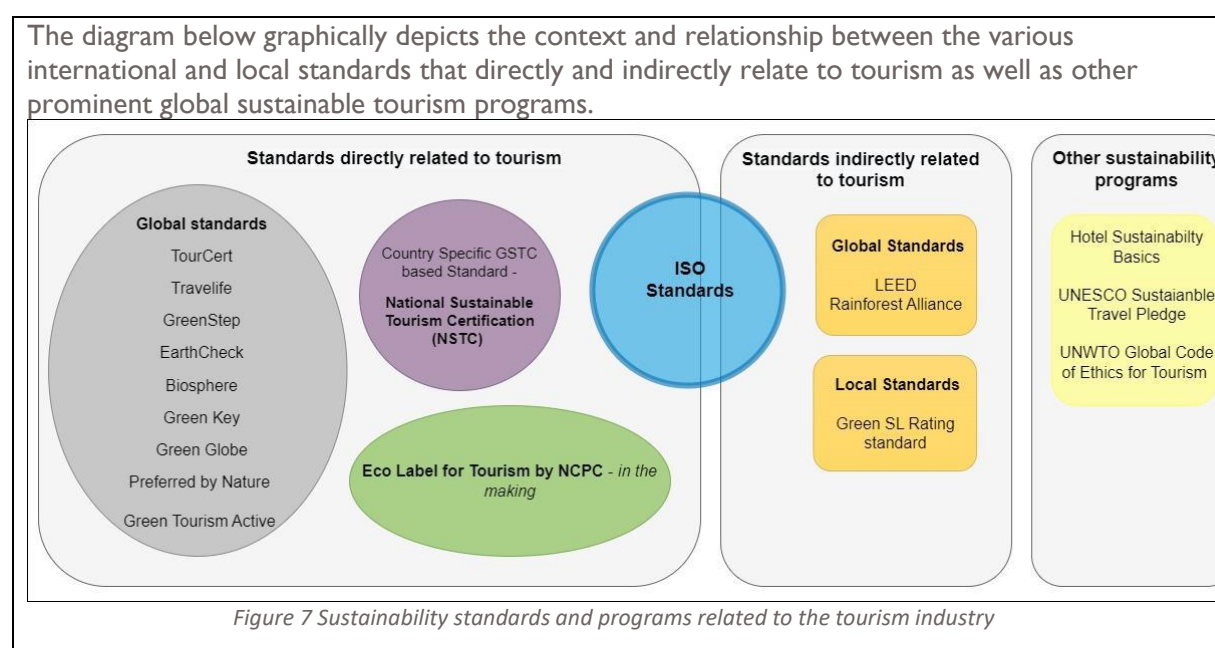 The diagram below graphically depicts the context and relationship between the various
international and local standards that directly and indirectly relate to tourism as well as other
prominent global sustainable tourism programs.
Standards directly related to tourism
Global standards
TourCert
Travelife
GreenStep
EarthCheck
Biosphere
Green Key
Green Globe
Preferred by Nature
Green Tourism Active
Country Specific GSTC
based Standard -
National Sustainable
Tourism Certification
(NSTC)
Eco Label for Tourism by NCPC - in the
making
ISO
Standards
Standards indirectly related
to tourism
Global Standards
LEED
Rainforest Alliance
Local Standards
Green SL Rating
standard
Other sustainability
programs
Hotel Sustainabilty
Basics
UNESCO Sustaianble
Travel Pledge
UNWTO Global Code
of Ethics for Tourism
Figure 7 Sustainability standards and programs related to the tourism industry